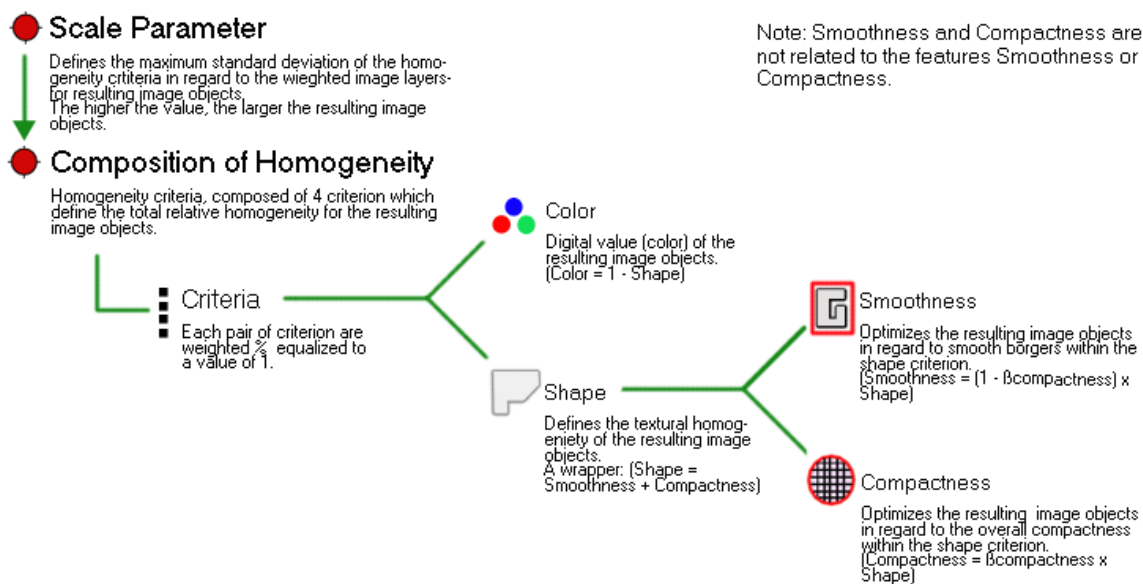 Scale Parameter
Defines the maximum standard deviation of the homo-
geneity crtiteria in regard to the wieghted image layers-
for resulting image objects.
The higher the value, the larger the resulting image
objects.
Note: Smoothness and Compactness are
not related to the features Smoothness or
Compactness.
Composition of Homogeneity
Homogeneity criteria, composed of 4 criterion which
define the total relative homogeneity for the resulting
image objects.
Criteria
Each pair of criterion are
weighted % equalized to
a value of 1.
Color
Digital value (color) of the
resulting image objects.
(Color = 1 - Shape)
Shape
Defines the textural homog-
eniety of the resulting image
objects.
A wrapper: (Shape =
Smoothness + Compactness)
Smoothness
Optimizes the resulting image objects
in regard to smooth borgers within the
shape criterion.
(Smoothness = (1 - ßcompactness) x
Shape)
Compactness
Optimizes the resulting image objects
in regard to the overall compactness
within the shape criterion.
(Compactness = ßcompactness x
Shape)